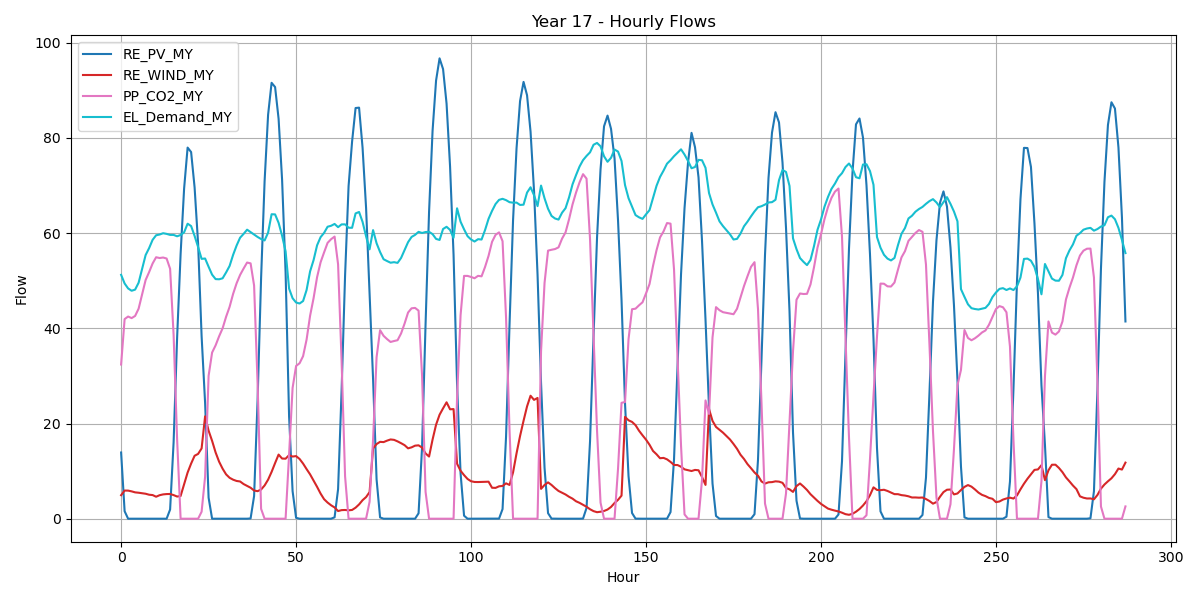 Year 17 - Hourly Flows
RE_PV_MY
RE_WIND_MY
PP_CO2_MY
EL_Demand_MY
Flow
100
80
60
40
20
0
0 50 100 150 200 250 300
Hour